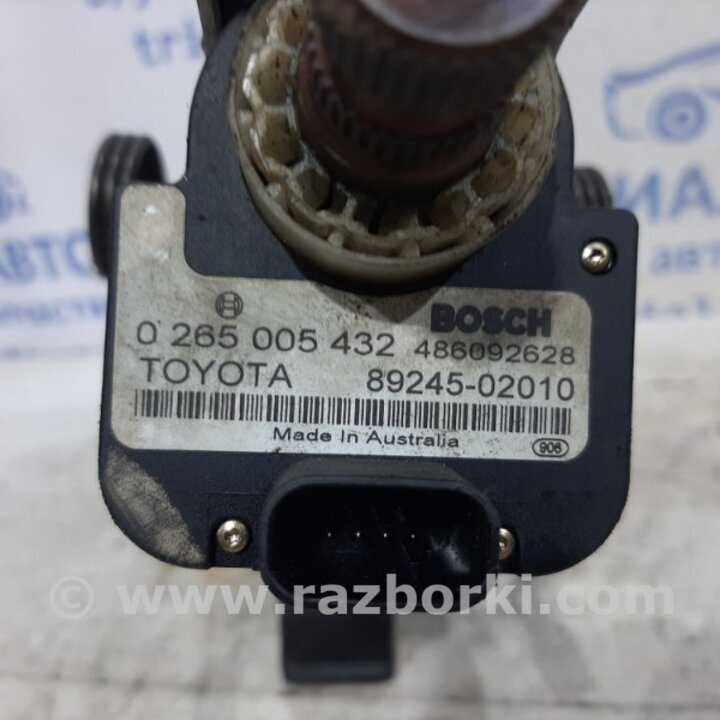 BOSCH
0 265 005 432 486092628
TOYOTA 89245-02010
Made In Australia
906
© www.razborki.com